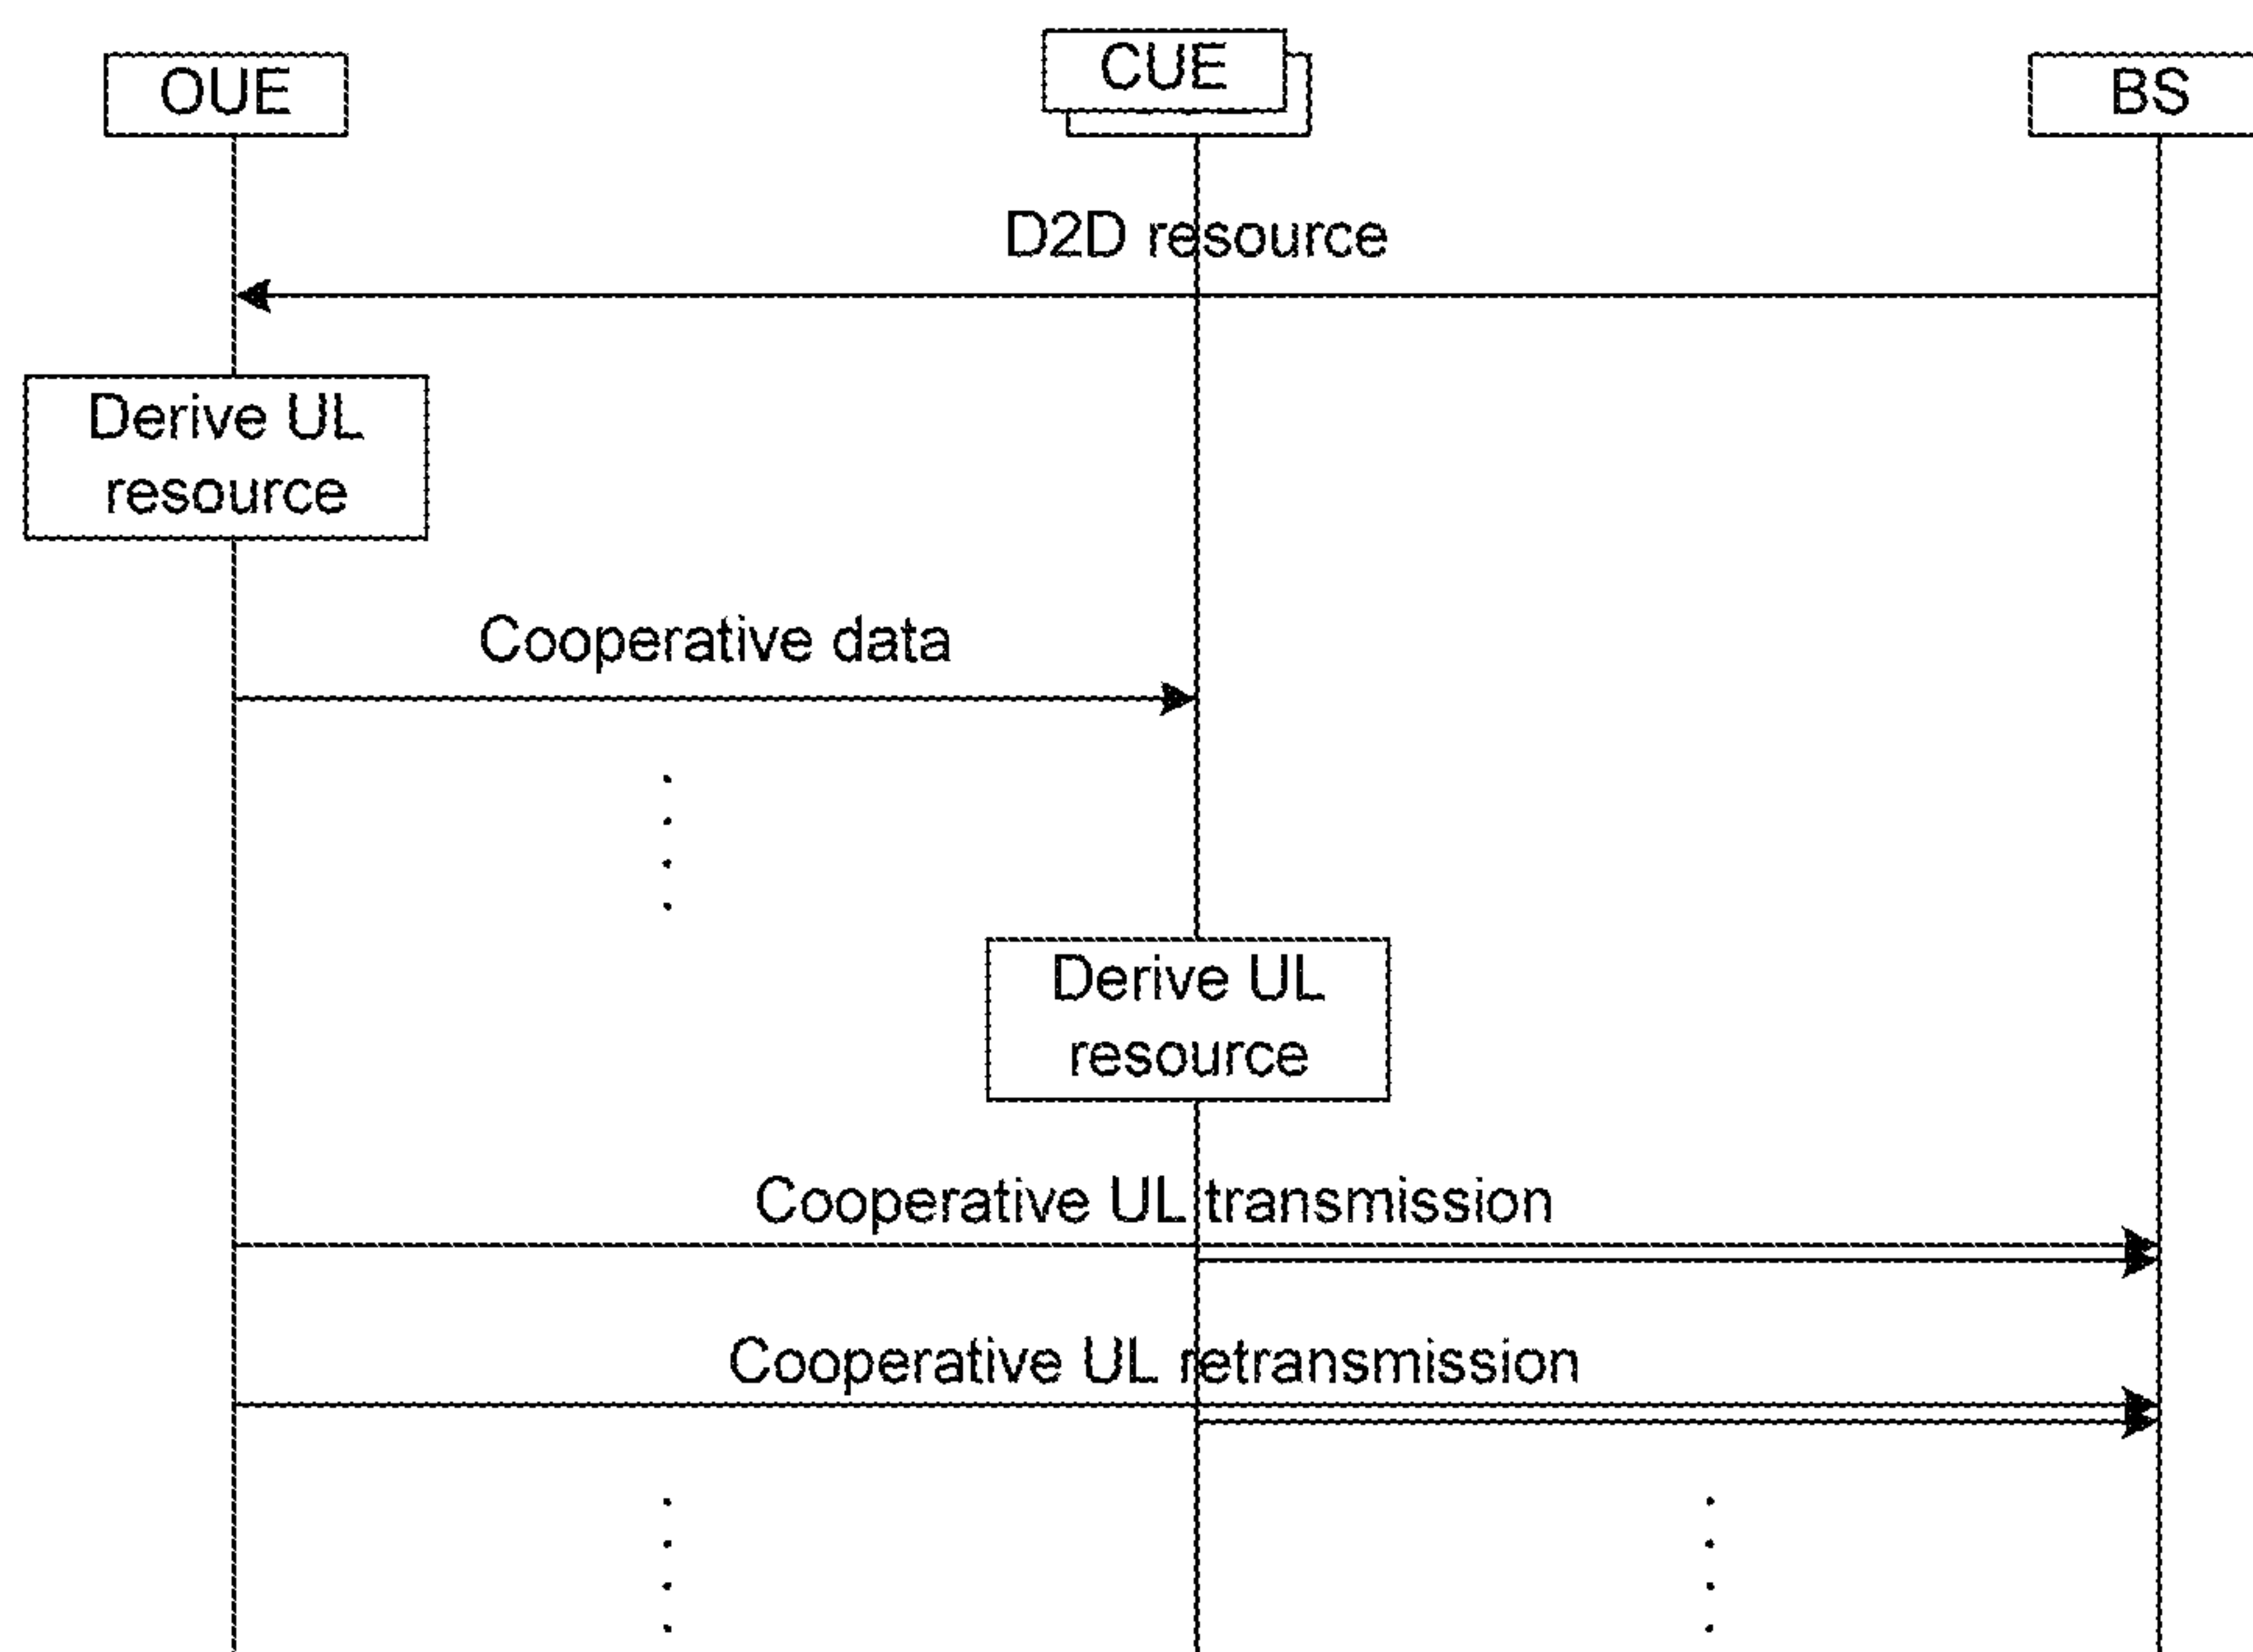 OUE
CUE
BS
D2D resource
Derive UL
resource
Cooperative data
Derive UL
resource
Cooperative UL transmission
Cooperative UL retransmission